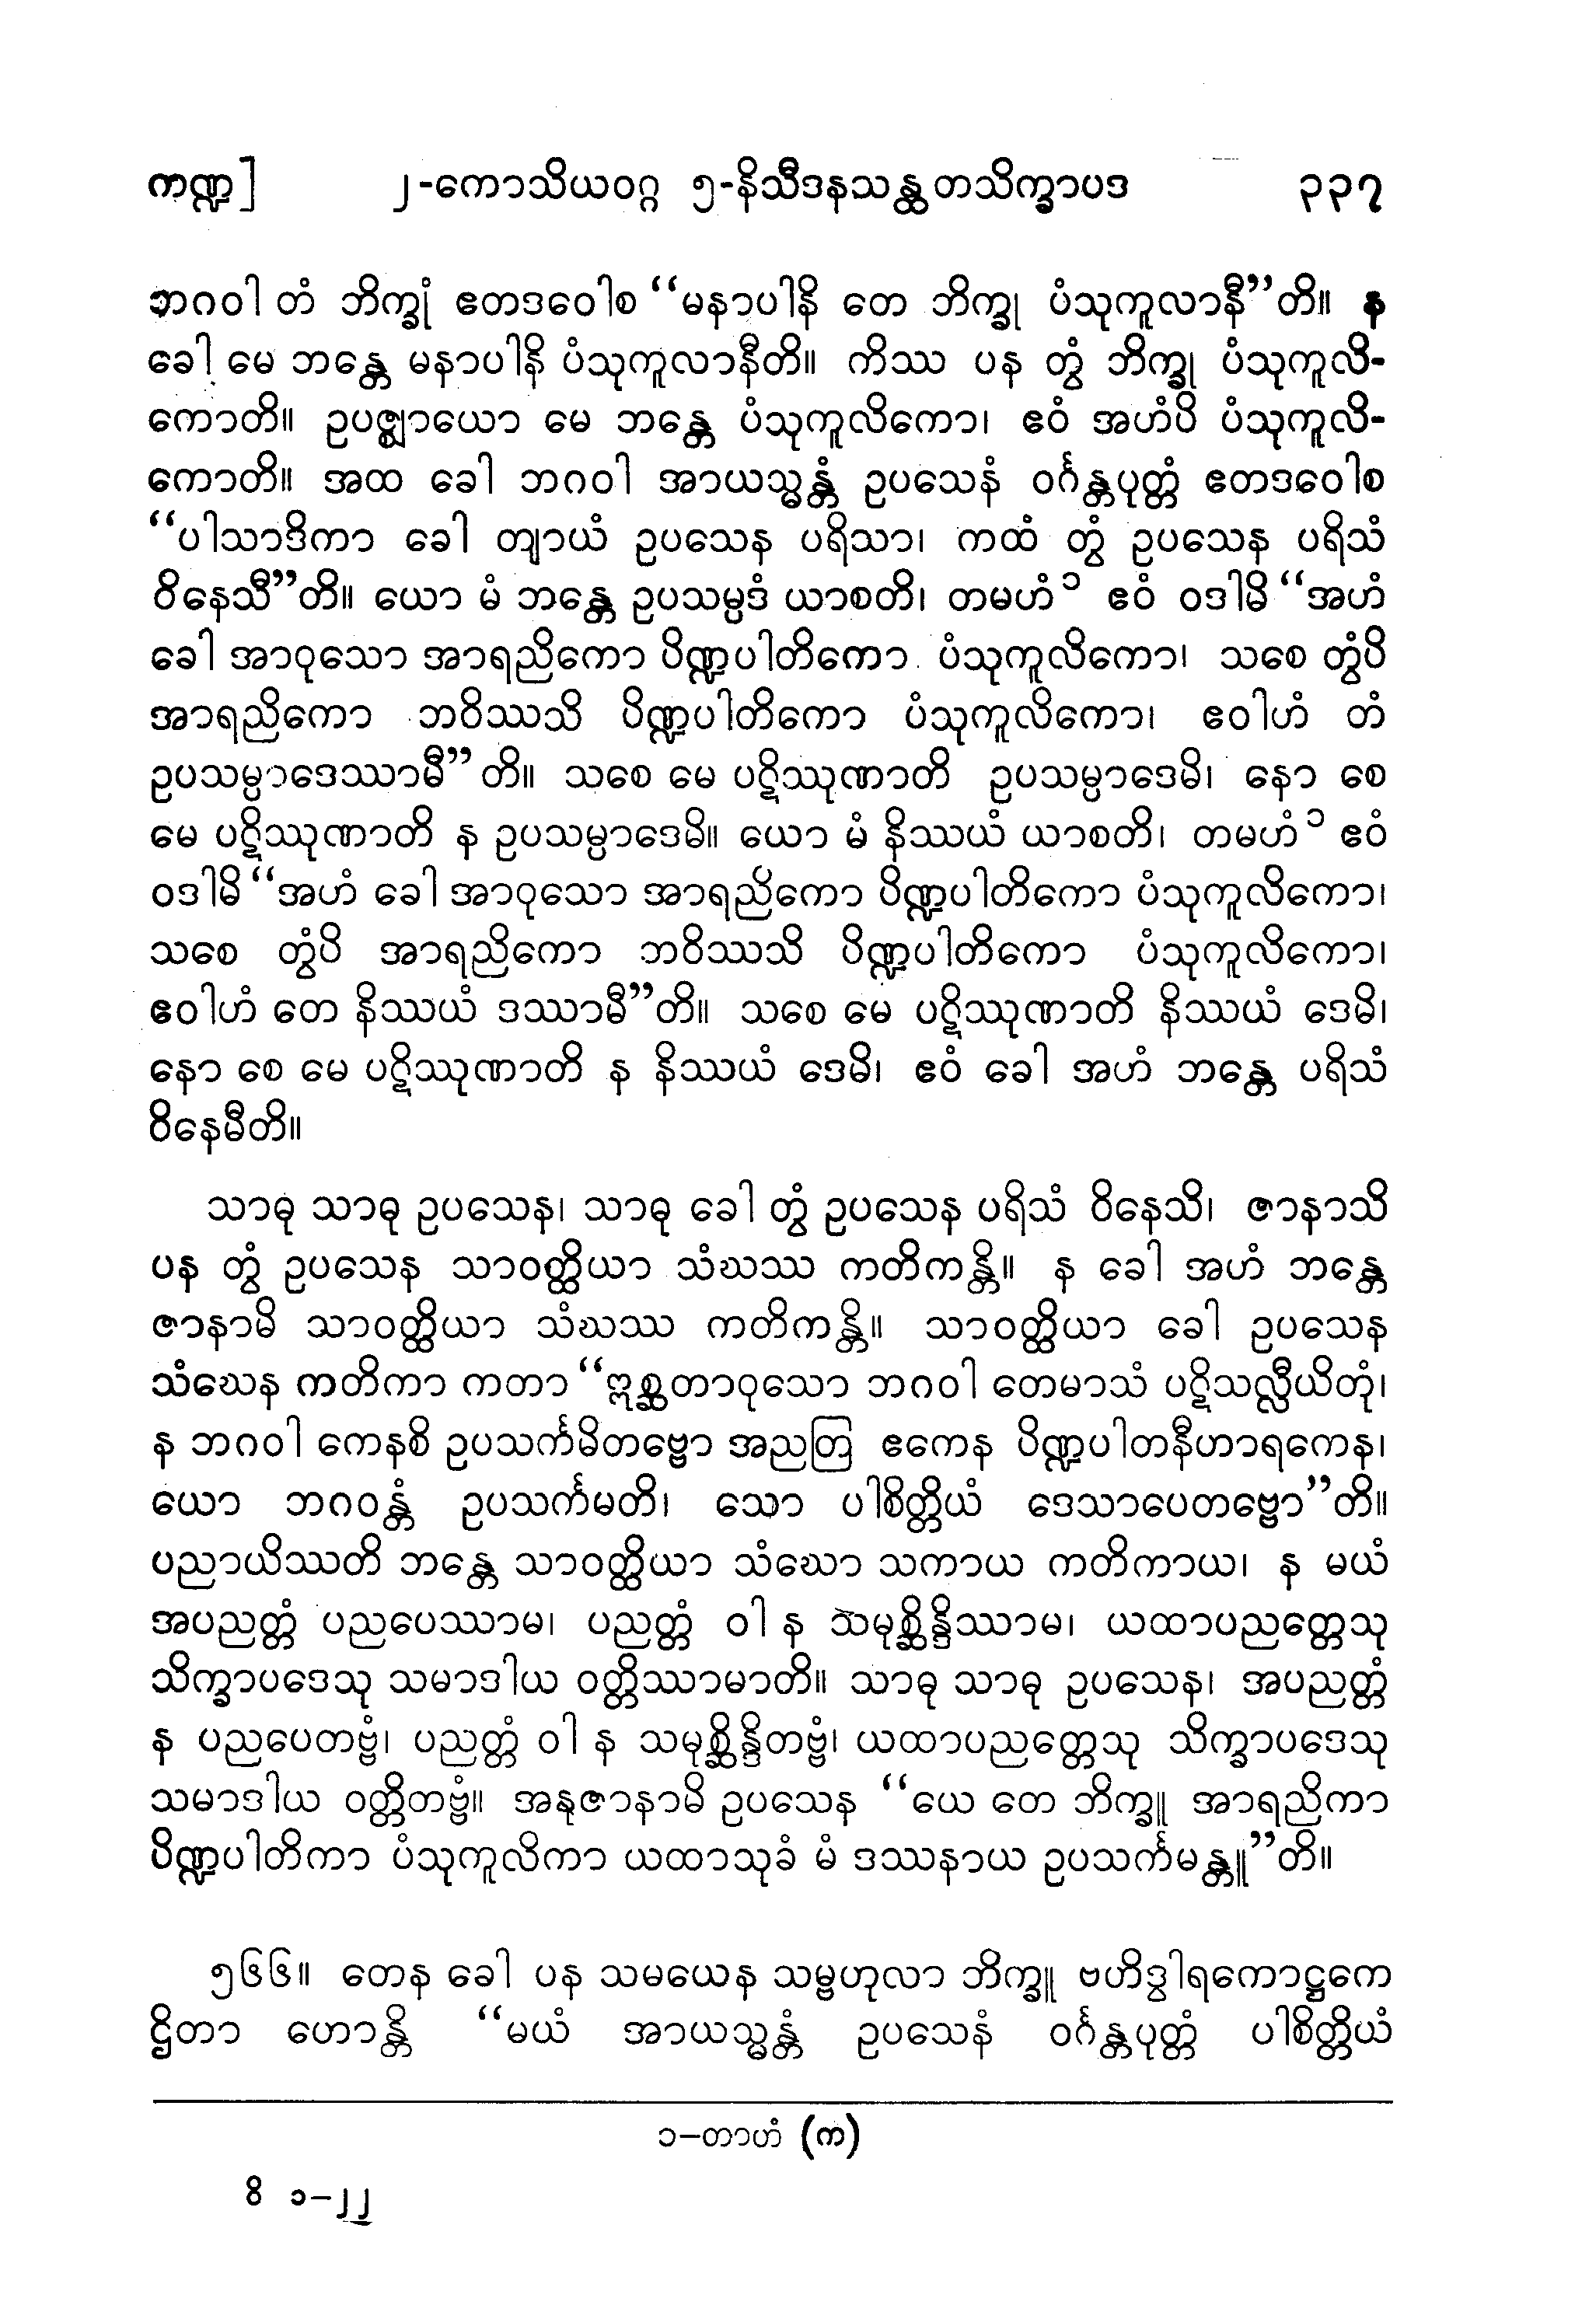 ကဏ္ဍ] ၂-ကောသိယဝဂ္ဂ ၅-နိသီဒနသန္ထတသိက္ခာပဒ ၃၃၇
ဘဂဝါ တံ ဘိက္ခုံ ဧတဒဝေါစ “မနာပါနိ တေ ဘိက္ခု ပံသုကူလာနီ”တိ။ န
ခေါ မေ ဘန္တေ မနာပါနိ ပံသုကူလာနီတိ။ ကိဿ ပန တွံ ဘိက္ခု ပံသုကူလိ-
ကောတိ။ ဥပဇ္ဈာယော မေ ဘန္တေ ပံသုကူလိကော၊ ဧဝံ အဟံပိ ပံသုကူလိ-
ကောတိ။ အထ ခေါ ဘဂဝါ အာယသ္မန္တံ ဥပသေနံ ဝင်္ဂန္တပုတ္တံ ဧတဒဝေါစ
“ပါသာဒိကာ ခေါ တျာယံ ဥပသေန ပရိသာ၊ ကထံ တွံ ဥပသေန ပရိသံ
ဝိနေသီ”တိ။ ယော မံ ဘန္တေ ဥပသမ္ပဒံ ယာစတိ၊ တမဟံ၁ ဧဝံ ဝဒါမိ “အဟံ
ခေါ အာဝုသော အာရညိကော ပိဏ္ဍပါတိကော ပံသုကူလိကော၊ သစေ တွံပိ
အာရညိကော ဘဝိဿသိ ပိဏ္ဍပါတိကော ပံသုကူလိကော၊ ဧဝါဟံ တံ
ဥပသမ္ပာဒေဿာမီ”တိ။ သစေ မေ ပဋိဿုဏာတိ ဥပသမ္ပာဒေမိ၊ နော စေ
မေ ပဋိဿုဏာတိ န ဥပသမ္ပာဒေမိ။ ယော မံ နိဿယံ ယာစတိ၊ တမဟံ၁ ဧဝံ
ဝဒါမိ “အဟံ ခေါ အာဝုသော အာရညိကော ပိဏ္ဍပါတိကော ပံသုကူလိကော၊
သစေ တွံပိ အာရညိကော ဘဝိဿသိ ပိဏ္ဍပါတိကော ပံသုကူလိကော၊
ဧဝါဟံ တေ နိဿယံ ဒဿာမီ”တိ။ သစေ မေ ပဋိဿုဏာတိ နိဿယံ ဒေမိ၊
နော စေ မေ ပဋိဿုဏာတိ န နိဿယံ ဒေမိ၊ ဧဝံ ခေါ အဟံ ဘန္တေ ပရိသံ
ဝိနေမီတိ။
သာဓု သာဓု ဥပသေန၊ သာဓု ခေါ တွံ ဥပသေန ပရိသံ ဝိနေသိ၊ ဇာနာသိ
ပန တွံ ဥပသေန သာဝတ္ထိယာ သံဃဿ ကတိကန္တိ။ န ခေါ အဟံ ဘန္တေ
ဇာနာမိ သာဝတ္ထိယာ သံဃဿ ကတိကန္တိ။ သာဝတ္ထိယာ ခေါ ဥပသေန
သံဃေန ကတိကာ ကတာ “ဣစ္ဆတာဝုသော ဘဂဝါ တေမာသံ ပဋိသလ္လီယိတုံ၊
န ဘဂဝါ ကေနစိ ဥပသင်္ကမိတဗ္ဗော အညတြ ဧကေန ပိဏ္ဍပါတနီဟာရကေန၊
ယော ဘဂဝန္တံ ဥပသင်္ကမတိ၊ သော ပါစိတ္တိယံ ဒေသာပေတဗ္ဗော”တိ။
ပညာယိဿတိ ဘန္တေ သာဝတ္ထိယာ သံဃော သကာယ ကတိကာယ၊ န မယံ
အပညတ္တံ ပညပေဿာမ၊ ပညတ္တံ ဝါ န သမုစ္ဆိန္ဒိဿာမ၊ ယထာပညတ္တေသု
သိက္ခာပဒေသု သမာဒါယ ဝတ္တိဿာမာတိ။ သာဓု သာဓု ဥပသေန၊ အပညတ္တံ
န ပညပေတဗ္ဗံ၊ ပညတ္တံ ဝါ န သမုစ္ဆိန္ဒိတဗ္ဗံ၊ ယထာပညတ္တေသု သိက္ခာပဒေသု
သမာဒါယ ဝတ္တိတဗ္ဗံ။ အနုဇာနာမိ ဥပသေန “ယေ တေ ဘိက္ခူ အာရညိကာ
ပိဏ္ဍပါတိကာ ပံသုကူလိကာ ယထာသုခံ မံ ဒဿနာယ ဥပသင်္ကမန္တူ”တိ။
၅၆၆။ တေန ခေါ ပန သမယေန သမ္ဗဟုလာ ဘိက္ခူ ဗဟိဒွါရကောဋ္ဌကေ
ဌိတာ ဟောန္တိ “မယံ အာယသ္မန္တံ ဥပသေနံ ဝင်္ဂန္တပုတ္တံ ပါစိတ္တိယံ
၁–တာဟံ (က)
ဝိ ၁–၂၂